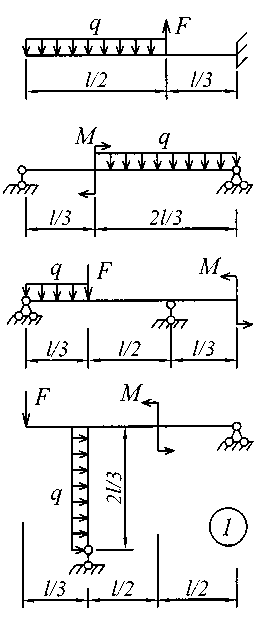 q F
l/2 l/3
M q
l/3 2l/3
q F M
l/3 l/2 l/3
F M
q 2l/3
1
l/3 l/2 l/2